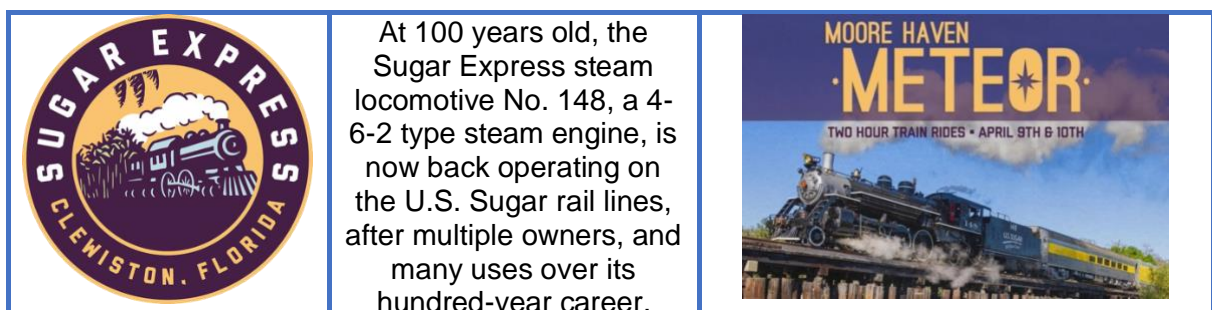 SUGAR EXPRESS
CLEWISTON, FLORIDA
At 100 years old, the
Sugar Express steam
locomotive No. 148, a 4-
6-2 type steam engine, is
now back operating on
the U.S. Sugar rail lines,
after multiple owners, and
many uses over its
hundred-year career.
MOORE HAVEN
·METEOR·
TWO HOUR TRAIN RIDES • APRIL 9TH & 10TH
148